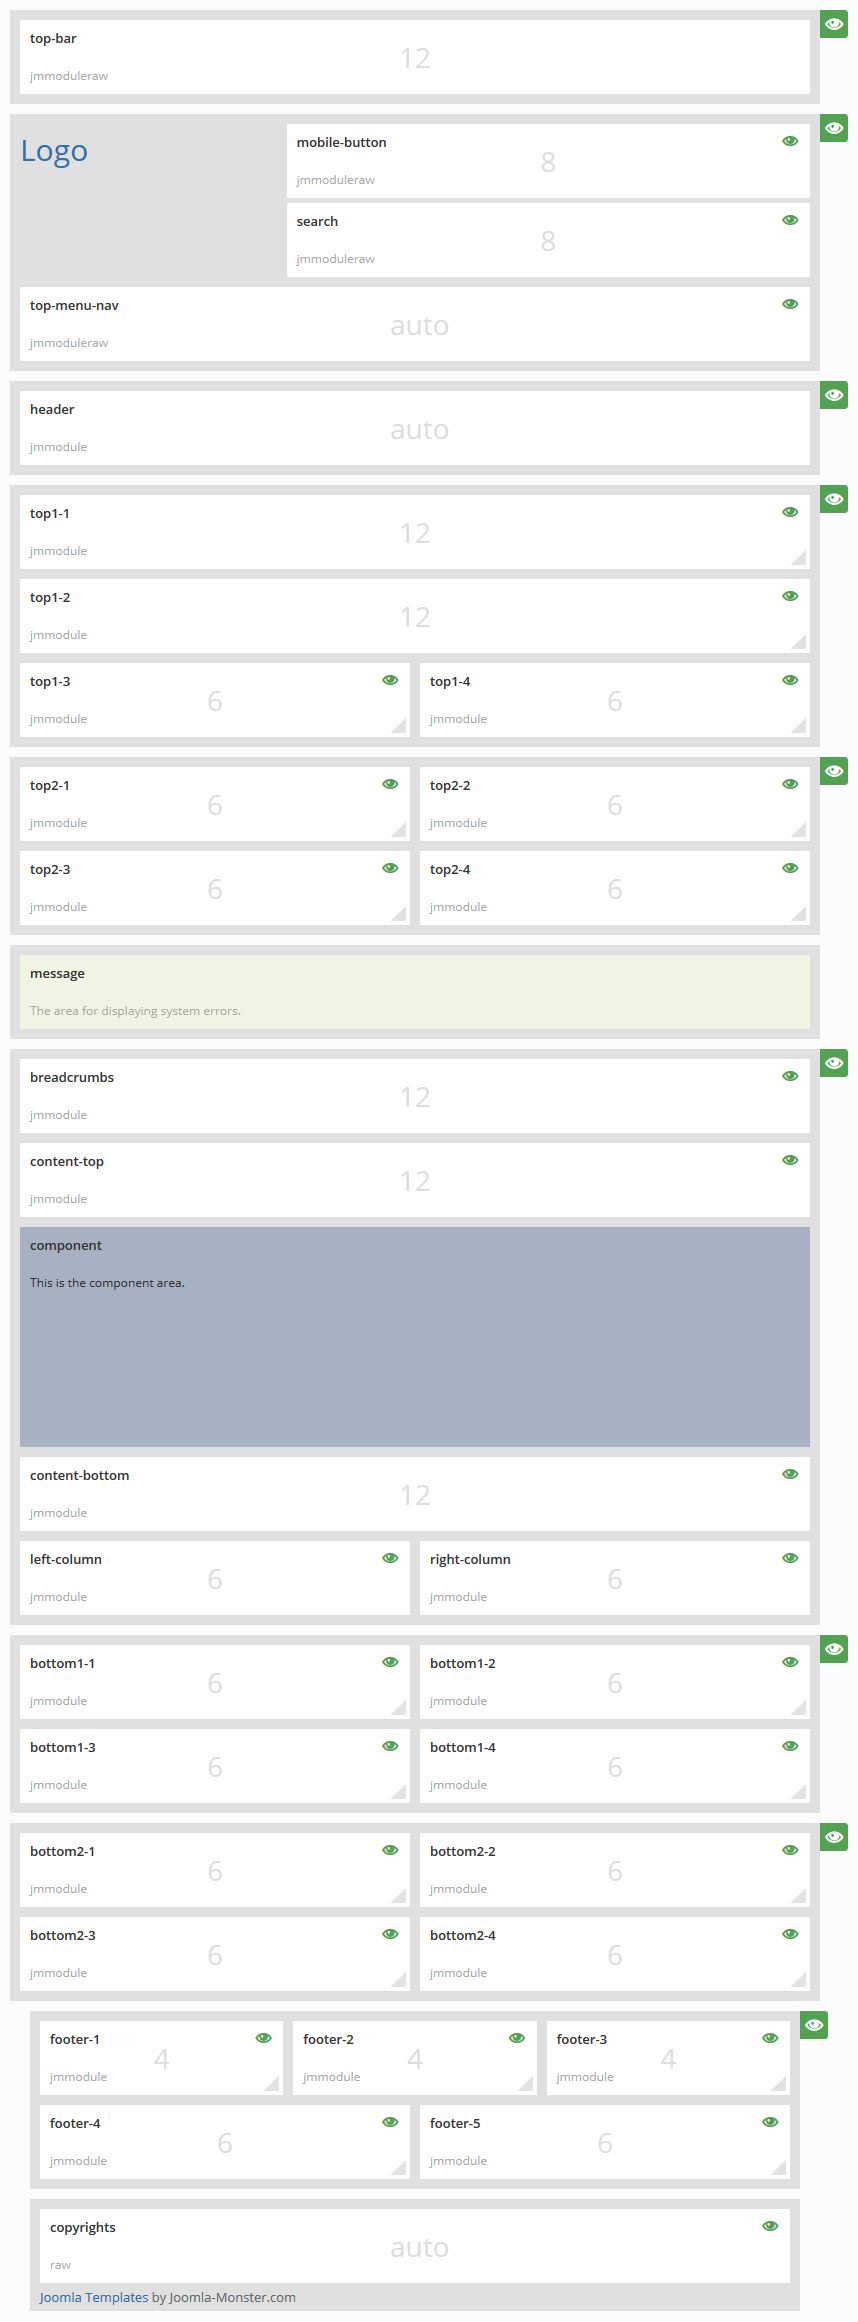 top-bar
12
jmmoduleraw
Logo
mobile-button
8
jmmoduleraw
search
8
jmmoduleraw
top-menu-nav
auto
jmmoduleraw
header
auto
jmmodule
top1-1
12
jmmodule
top1-2
12
jmmodule
top1-3
6
jmmodule
top1-4
6
jmmodule
top2-1
6
jmmodule
top2-2
6
jmmodule
top2-3
6
jmmodule
top2-4
6
jmmodule
message
The area for displaying system errors.
breadcrumbs
12
jmmodule
content-top
12
jmmodule
component
This is the component area.
content-bottom
12
jmmodule
left-column
6
jmmodule
right-column
6
jmmodule
bottom1-1
6
jmmodule
bottom1-2
6
jmmodule
bottom1-3
6
jmmodule
bottom1-4
6
jmmodule
bottom2-1
6
jmmodule
bottom2-2
6
jmmodule
bottom2-3
6
jmmodule
bottom2-4
6
jmmodule
footer-1
4
jmmodule
footer-2
4
jmmodule
footer-3
4
jmmodule
footer-4
6
jmmodule
footer-5
6
jmmodule
copyrights
auto
raw
Joomla Templates by Joomla-Monster.com